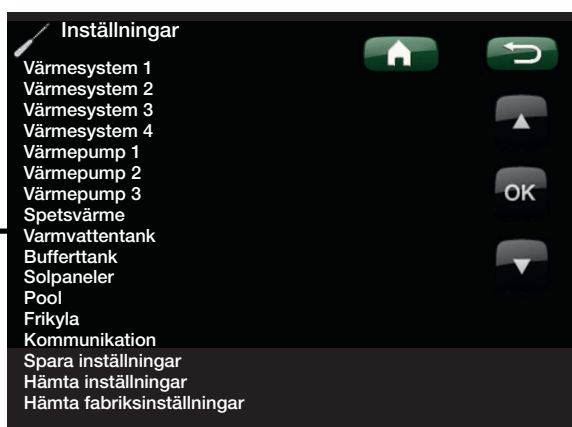 Inställningar
Värmesystem 1
Värmesystem 2
Värmesystem 3
Värmesystem 4
Värmepump 1
Värmepump 2
Värmepump 3
Spetsvärme
Varmvattentank
Bufferttank
Solpaneler
Pool
Frikyla
Kommunikation
Spara inställningar
Hämta inställningar
Hämta fabriksinställningar
OK